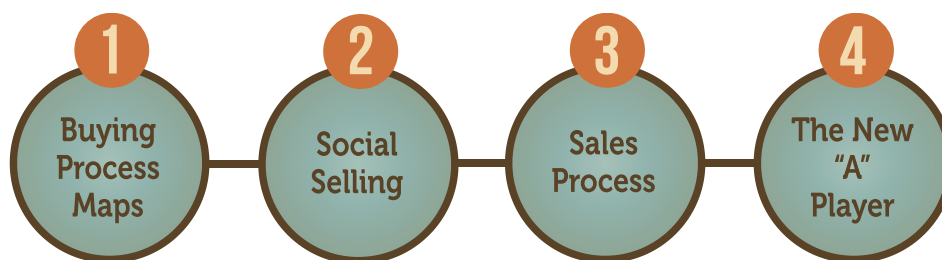 1
Buying
Process
Maps
2
Social
Selling
3
Sales
Process
4
The New
“A”
Player